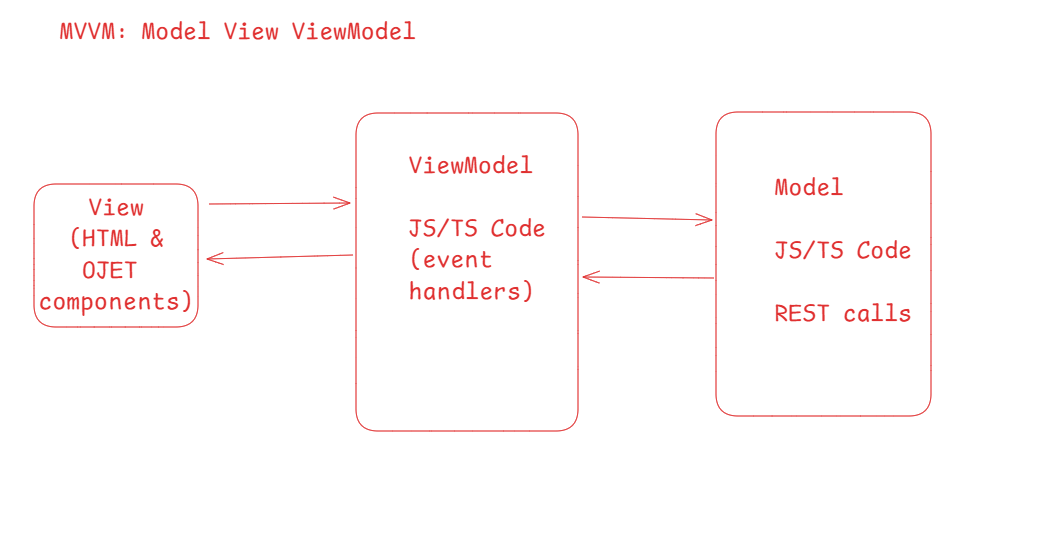 MVVM: Model View ViewModel
View
(HTML &
OJET
components)
ViewModel
JS/TS Code
(event
handlers)
Model
JS/TS Code
REST calls